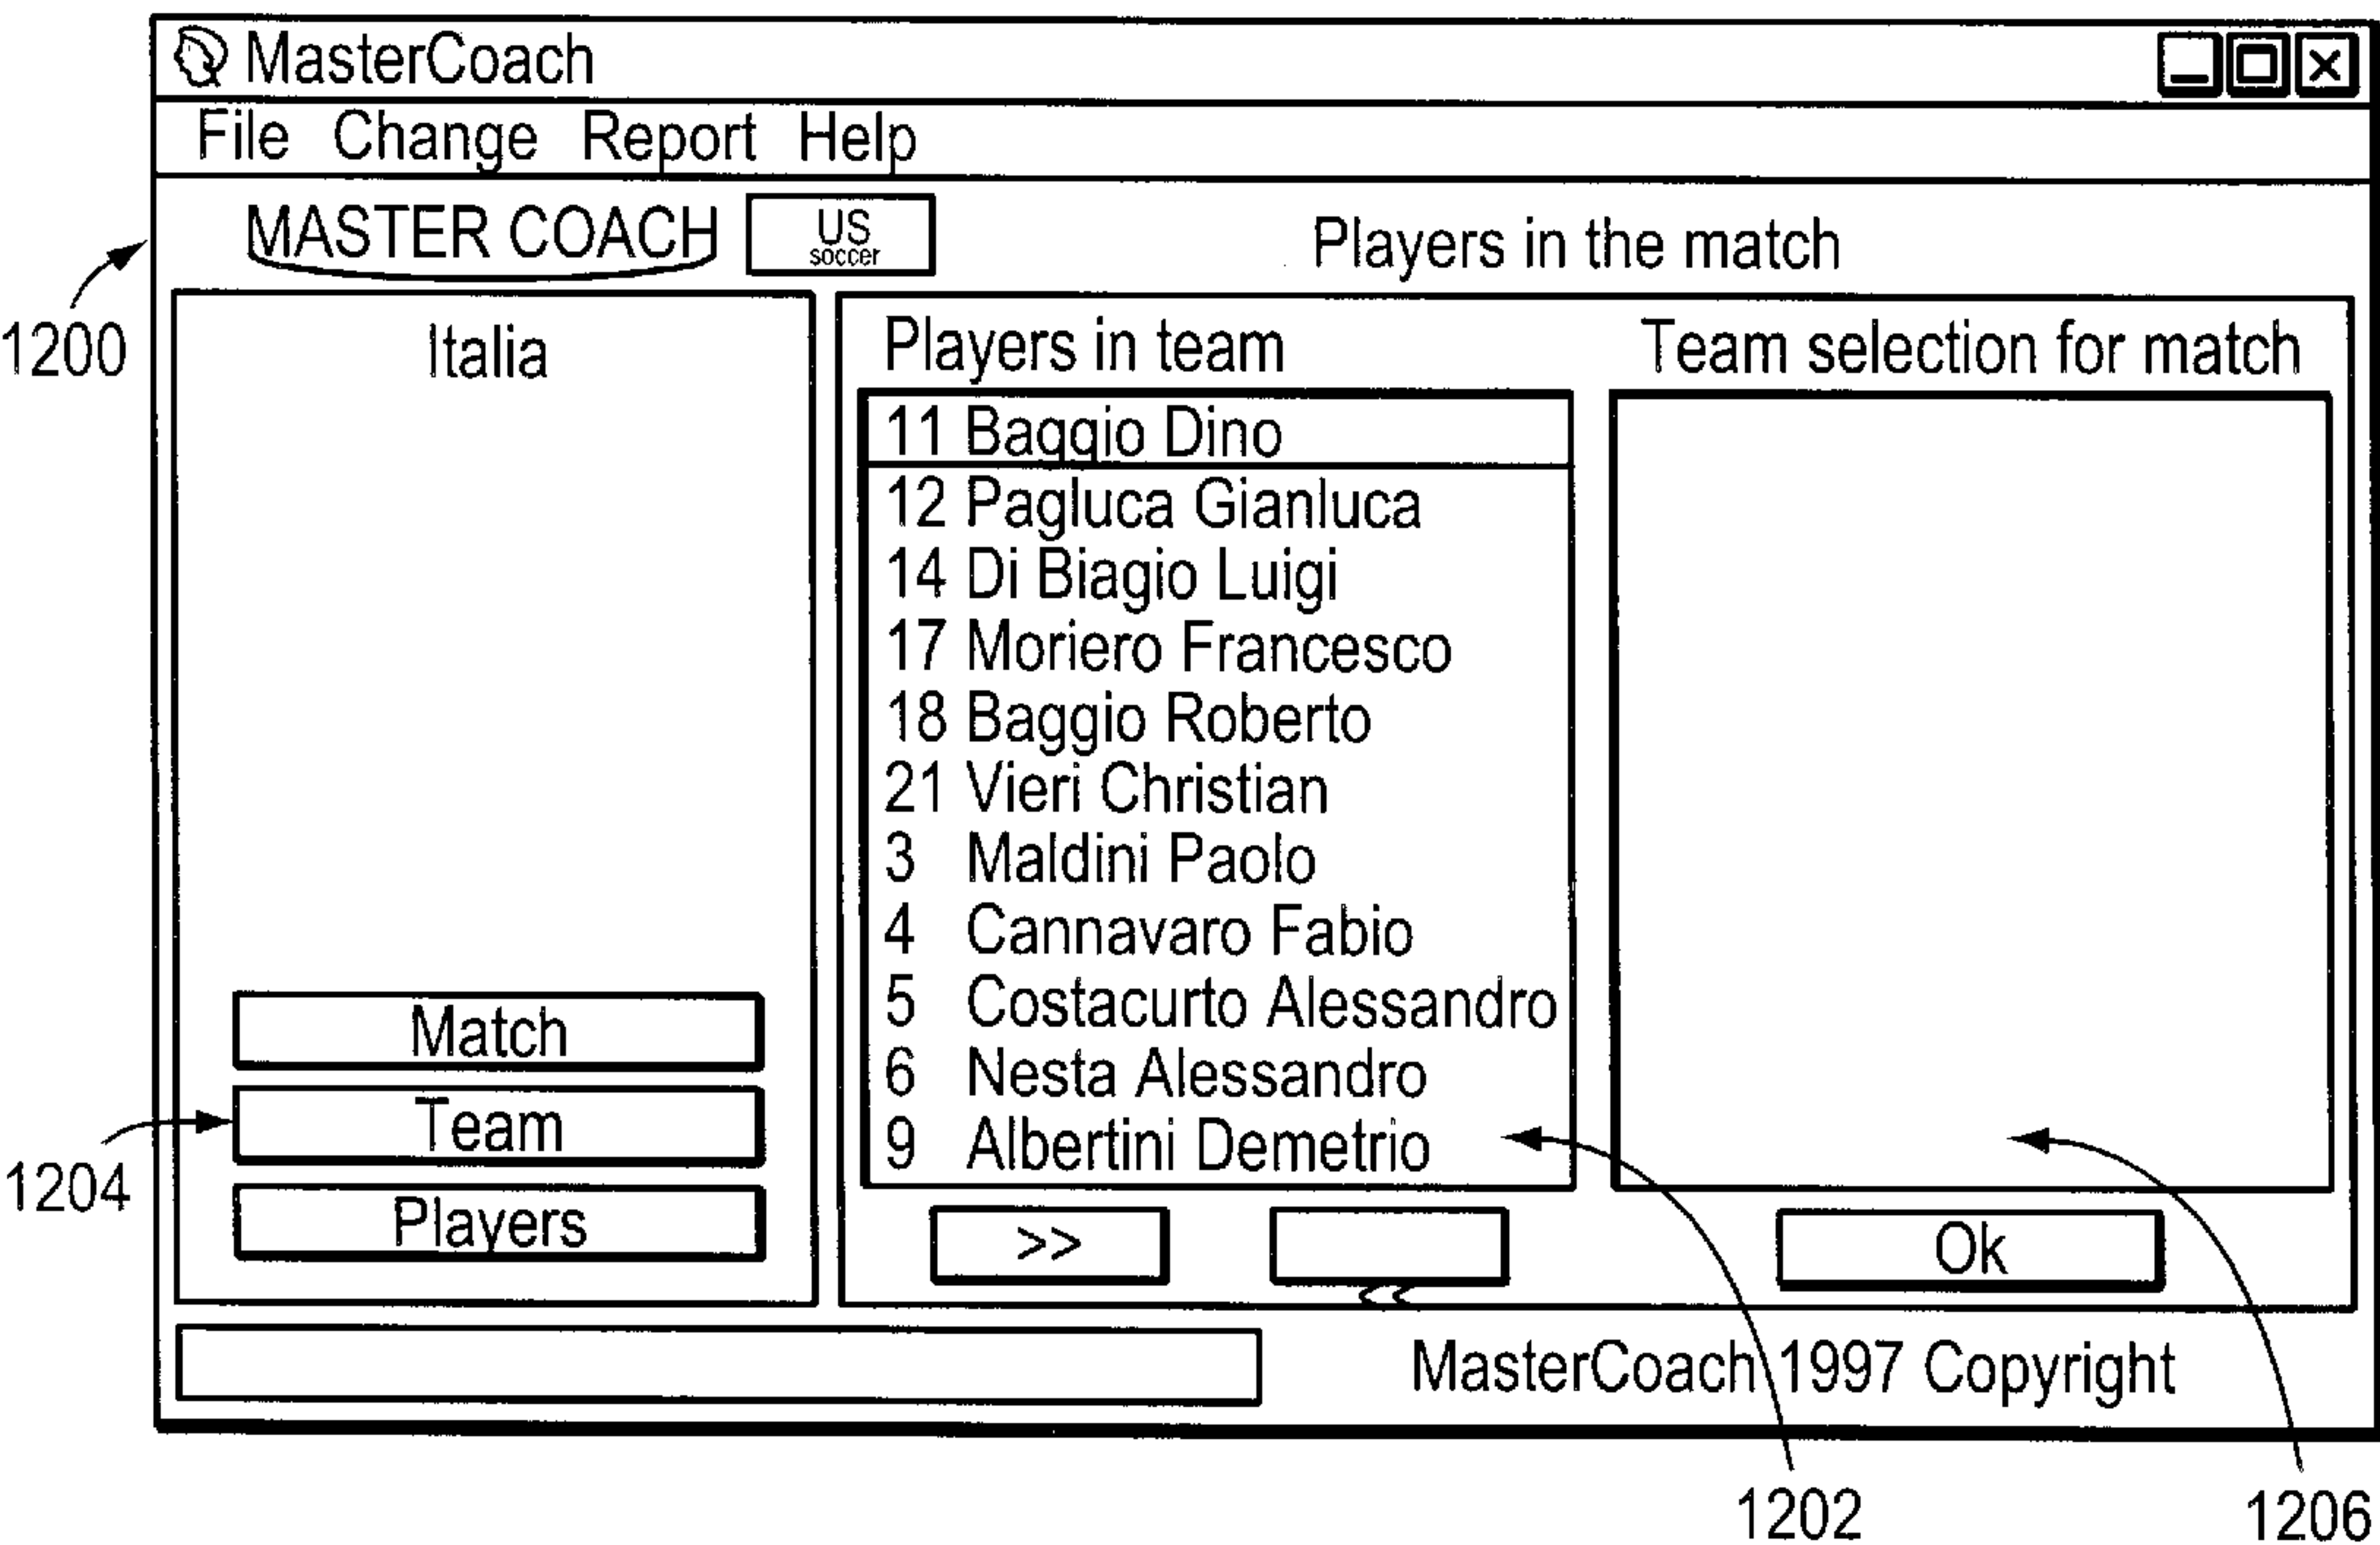 MasterCoach
File Change Report Help
MASTER COACH
US
soccer
Players in the match
1200
Italia
Players in team
Team selection for match
11 Baggio Dino
12 Pagluca Gianluca
14 Di Biagio Luigi
17 Moriero Francesco
18 Baggio Roberto
21 Vieri Christian
3 Maldini Paolo
4 Cannavaro Fabio
5 Costacurto Alessandro
6 Nesta Alessandro
9 Albertini Demetrio
Match
Team
1204
Players
>>
<<
Ok
MasterCoach 1997 Copyright
1202
1206